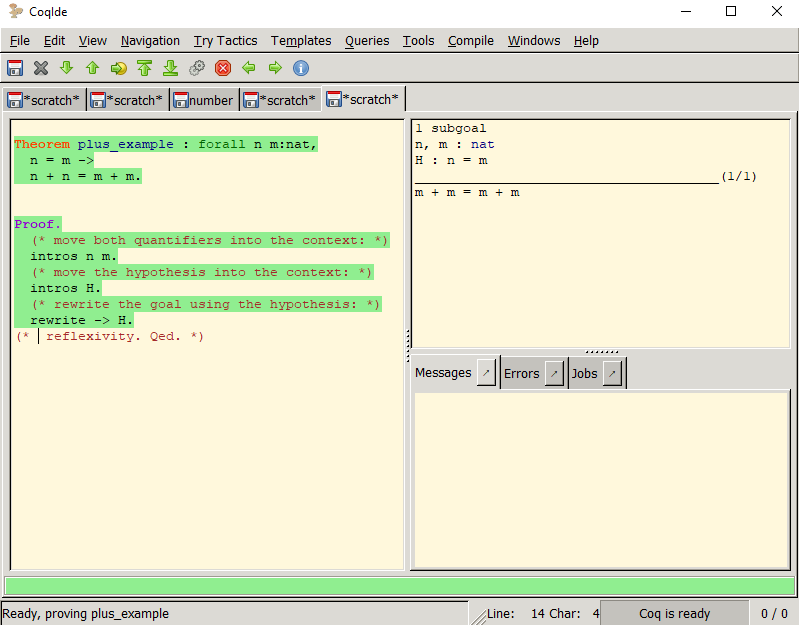 CoqIde
File Edit View Navigation Try Tactics Templates Queries Tools Compile Windows Help
*scratch* *scratch* number *scratch* *scratch*
Theorem plus_example : forall n m:nat,
n = m ->
n + n = m + m.
Proof.
(* move both quantifiers into the context: *)
intros n m.
(* move the hypothesis into the context: *)
intros H.
(* rewrite the goal using the hypothesis: *)
rewrite -> H.
(* reflexivity. Qed. *)
1 subgoal
n, m : nat
H : n = m
(1/1)
m + m = m + m
Messages Errors Jobs
Ready, proving plus_example
Line: 14 Char: 4
Coq is ready
0 / 0